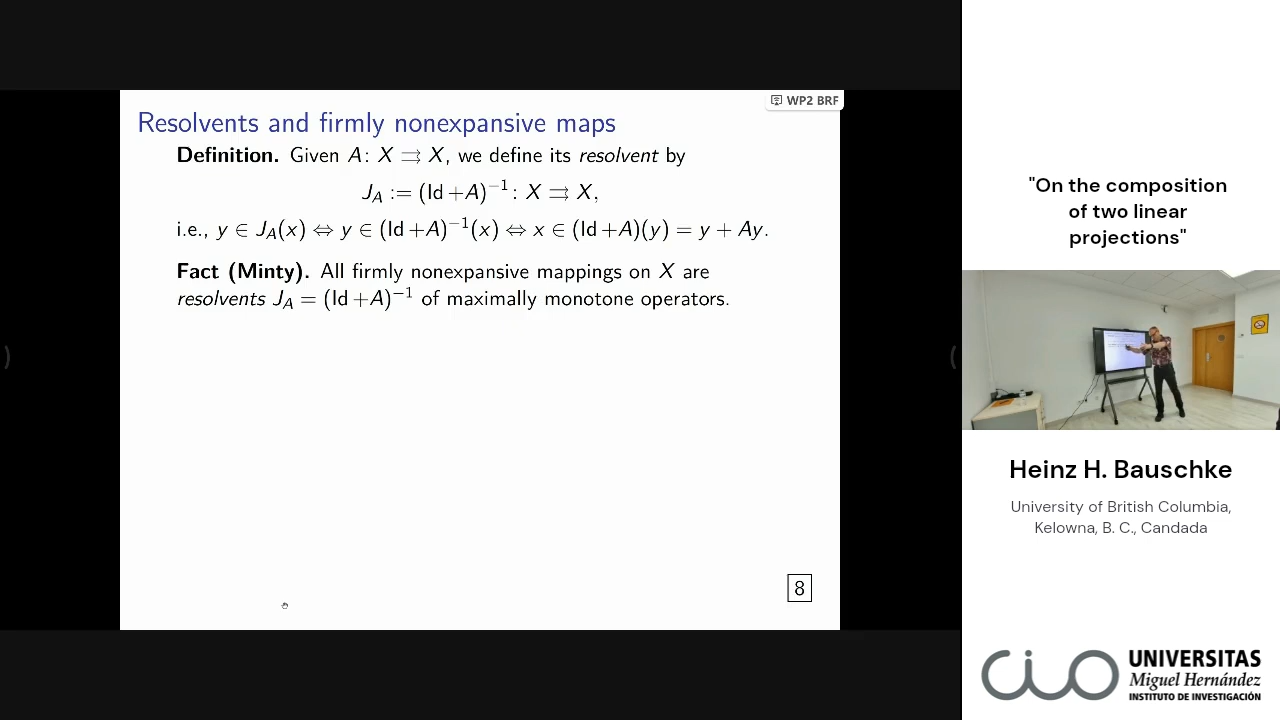 WP2 BRF
Resolvents and firmly nonexpansive maps
Definition. Given A: X ⇉ X, we define its resolvent by
J_A := (Id +A)^{-1}: X ⇉ X,
i.e., y ∈ J_A(x) ⇔ y ∈ (Id +A)^{-1}(x) ⇔ x ∈ (Id +A)(y) = y + Ay.
Fact (Minty). All firmly nonexpansive mappings on X are
resolvents J_A = (Id +A)^{-1} of maximally monotone operators.
8
"On the composition
of two linear
projections"
Heinz H. Bauschke
University of British Columbia,
Kelowna, B. C., Candada
cio
UNIVERSITAS
Miguel Hernández
INSTITUTO DE INVESTIGACIÓN